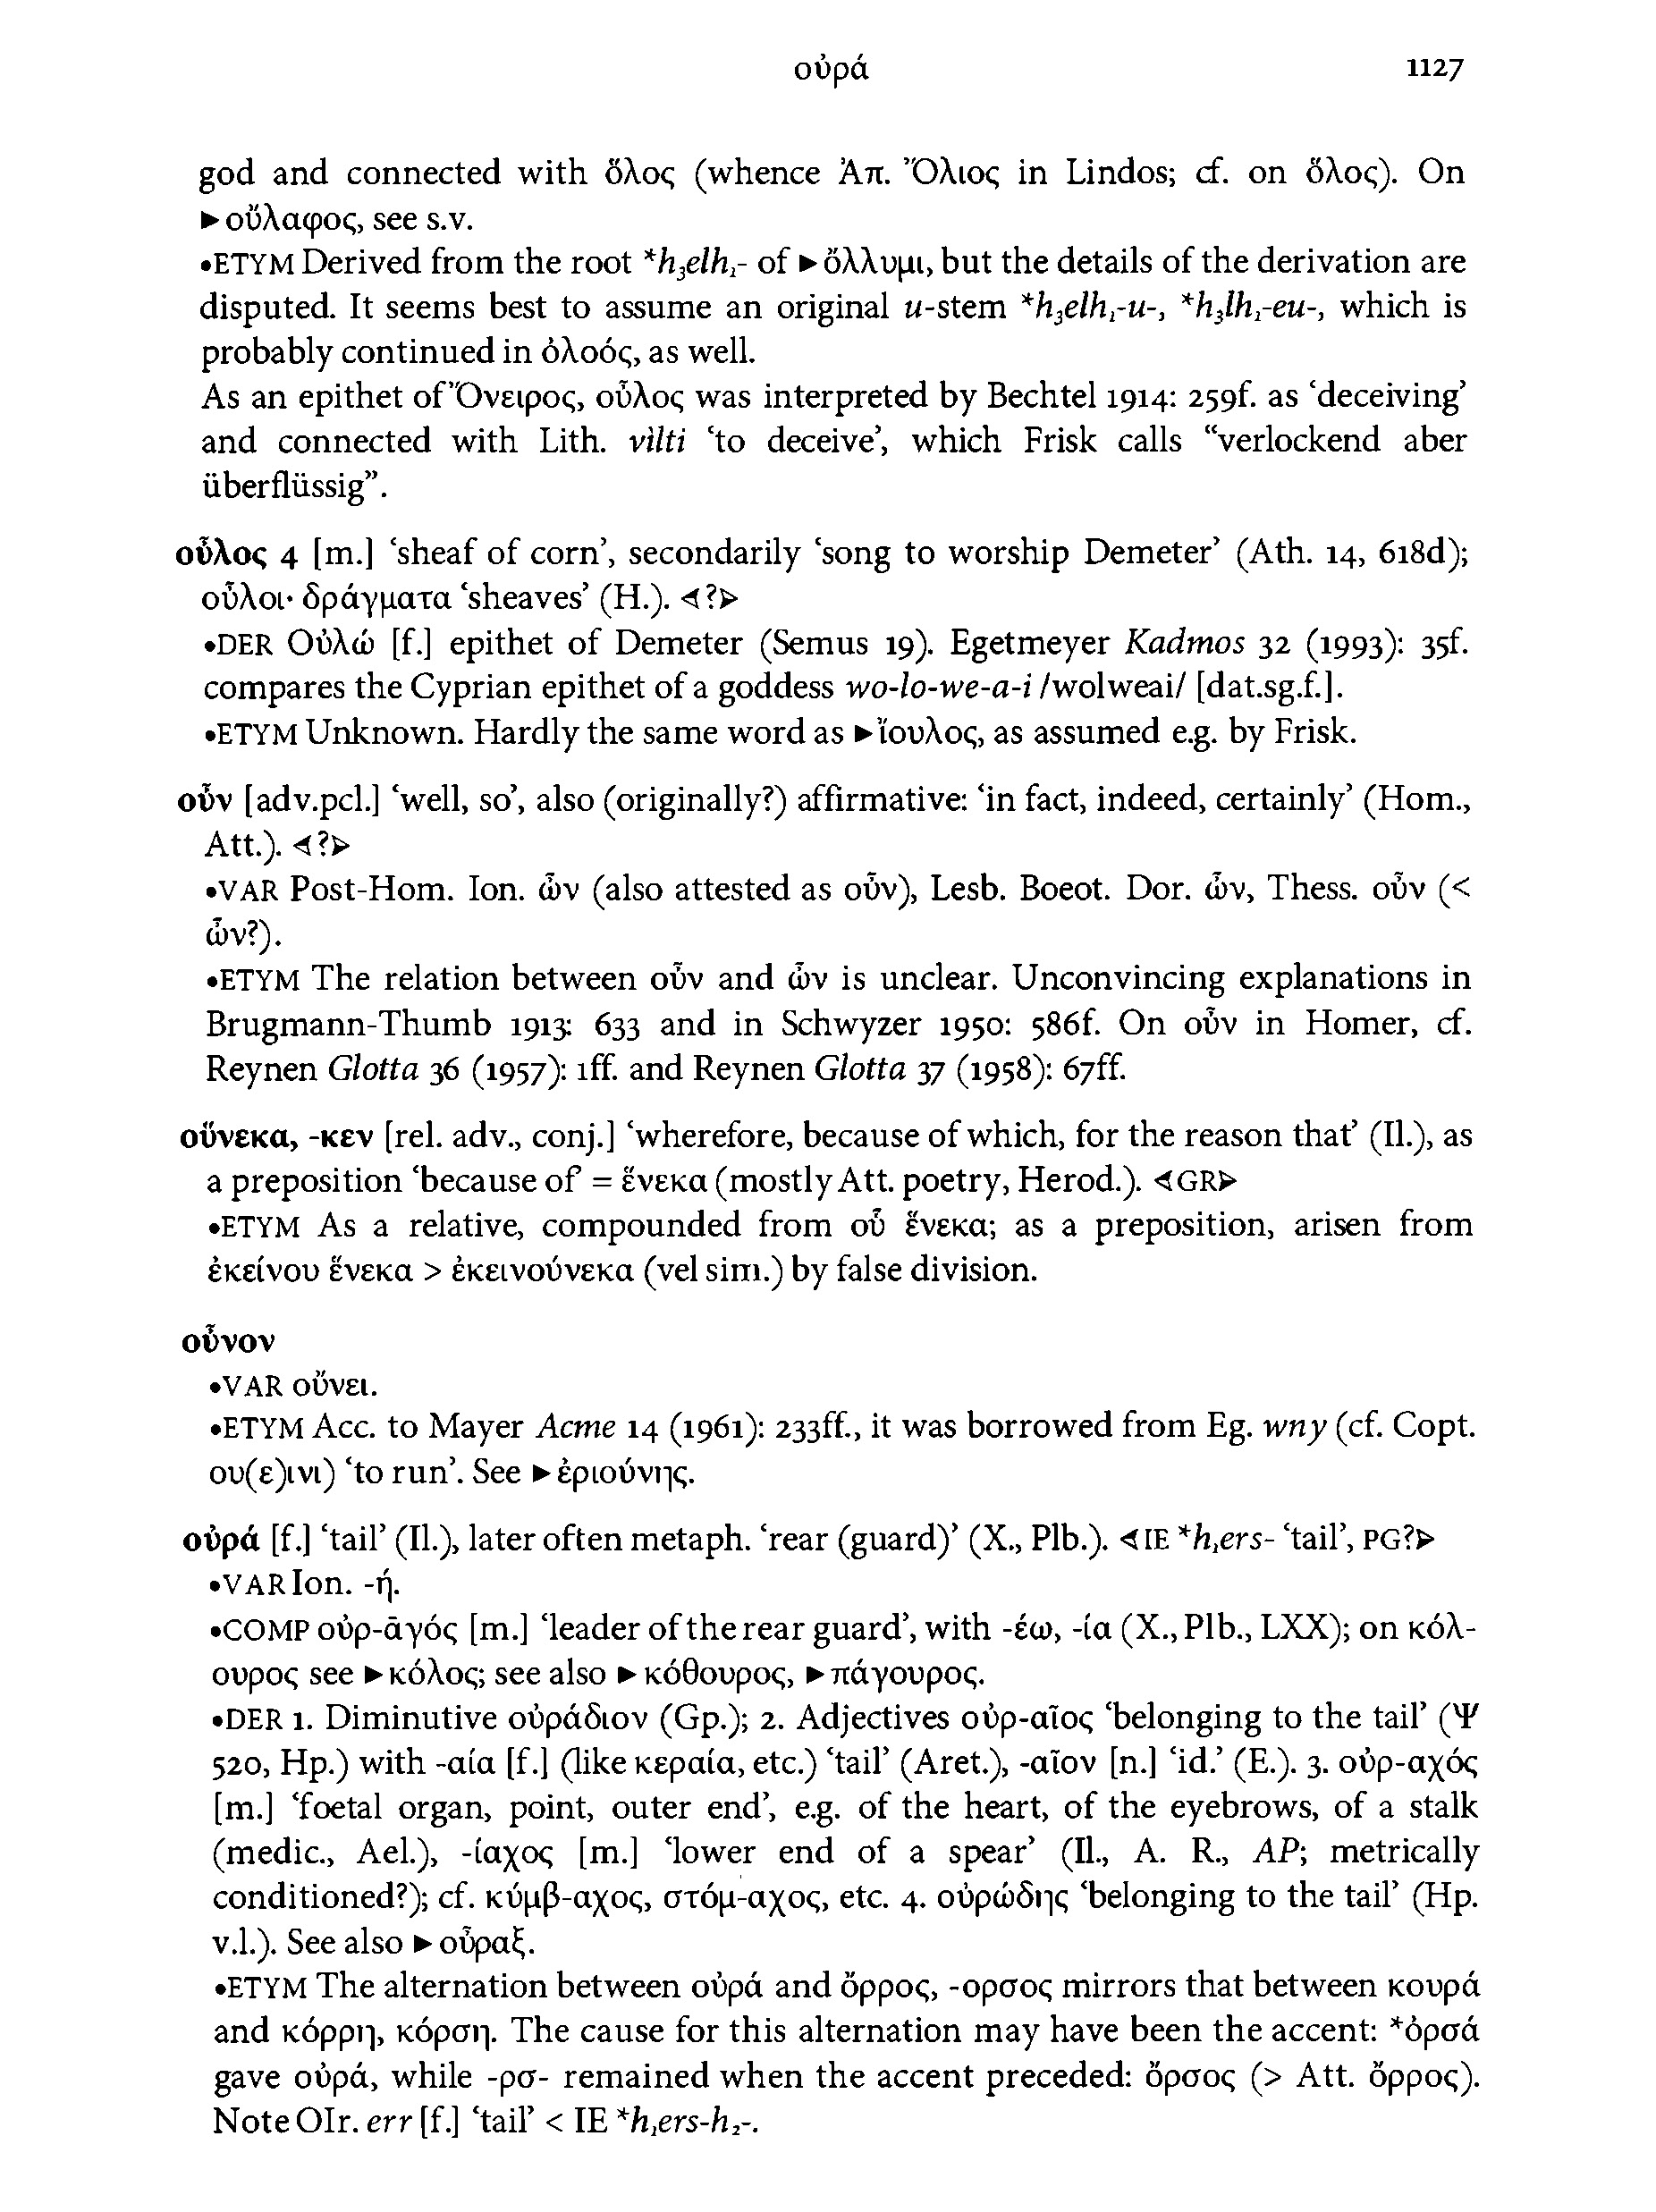 οὐρά 1127
god and connected with ὅλος (whence Ἀπ. Ὄλιος in Lindos; cf. on ὅλος). On
►οὔλαφος, see s.v.
•ETYM Derived from the root *h₃elh₁- of ►ὄλλυμι, but the details of the derivation are
disputed. It seems best to assume an original u-stem *h₃elh₁-u-, *h₃lh₁-eu-, which is
probably continued in ὀλοός, as well.
As an epithet of Ὄνειρος, οὖλος was interpreted by Bechtel 1914: 259f. as ‘deceiving’
and connected with Lith. vìlti ‘to deceive’, which Frisk calls “verlockend aber
überflüssig”.
οὖλος 4 [m.] ‘sheaf of corn’, secondarily ‘song to worship Demeter’ (Ath. 14, 618d);
οὖλοι· δράγματα ‘sheaves’ (H.). ⊲?⊳
•DER Οὐλώ [f.] epithet of Demeter (Semus 19). Egetmeyer Kadmos 32 (1993): 35f.
compares the Cyprian epithet of a goddess wo-lo-we-a-i /wolweai/ [dat.sg.f.].
•ETYM Unknown. Hardly the same word as ►ἴουλος, as assumed e.g. by Frisk.
οὖν [adv.pcl.] ‘well, so’, also (originally?) affirmative: ‘in fact, indeed, certainly’ (Hom.,
Att.). ⊲?⊳
•VAR Post-Hom. Ion. ὦν (also attested as οὖν), Lesb. Boeot. Dor. ὦν, Thess. οὖν (<
ὦν?).
•ETYM The relation between οὖν and ὦν is unclear. Unconvincing explanations in
Brugmann-Thumb 1913: 633 and in Schwyzer 1950: 586f. On οὖν in Homer, cf.
Reynen Glotta 36 (1957): 1ff. and Reynen Glotta 37 (1958): 67ff.
οὕνεκα, -κεν [rel. adv., conj.] ‘wherefore, because of which, for the reason that’ (Il.), as
a preposition ‘because of’ = ἕνεκα (mostly Att. poetry, Herod.). ⊲GR⊳
•ETYM As a relative, compounded from οὗ ἕνεκα; as a preposition, arisen from
ἐκείνου ἕνεκα > ἐκεινούνεκα (vel sim.) by false division.
οὖνον
•VAR οὔνει.
•ETYM Acc. to Mayer Acme 14 (1961): 233ff., it was borrowed from Eg. wny (cf. Copt.
ου(ε)ινι) ‘to run’. See ►ἐριούνης.
οὐρά [f.] ‘tail’ (Il.), later often metaph. ‘rear (guard)’ (X., Plb.). ⊲IE *h₁ers- ‘tail’, PG?⊳
•VAR Ion. -ή.
•COMP οὐρ-ᾱγός [m.] ‘leader of the rear guard’, with -έω, -ία (X., Plb., LXX); on κόλ-
ουρος see ►κόλος; see also ►κόθουρος, ►πάγουρος.
•DER 1. Diminutive οὐράδιον (Gp.); 2. Adjectives οὐρ-αῖος ‘belonging to the tail’ (Ψ
520, Hp.) with -αία [f.] (like κεραία, etc.) ‘tail’ (Aret.), -αῖον [n.] ‘id.’ (E.). 3. οὐρ-αχός
[m.] ‘foetal organ, point, outer end’, e.g. of the heart, of the eyebrows, of a stalk
(medic., Ael.), -ίαχος [m.] ‘lower end of a spear’ (Il., A. R., AP; metrically
conditioned?); cf. κύμβ-αχος, στόμ-αχος, etc. 4. οὐρώδης ‘belonging to the tail’ (Hp.
v.l.). See also ►οὖραξ.
•ETYM The alternation between οὐρά and ὄρρος, -ορσος mirrors that between κουρά
and κόρρη, κόρση. The cause for this alternation may have been the accent: *ὀρσά
gave οὐρά, while -ρσ- remained when the accent preceded: ὄρσος (> Att. ὄρρος).
Note OIr. err [f.] ‘tail’ < IE *h₁ers-h₂-.